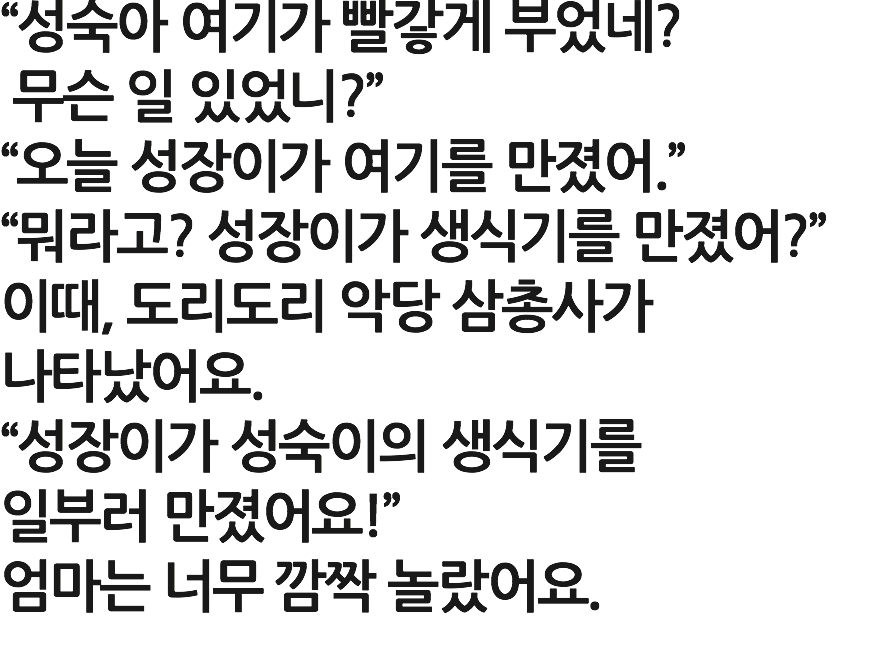 “성숙아 여기가 빨갛게 부었네?
무슨 일 있었니?”
“오늘 성장이가 여기를 만졌어.”
“뭐라고? 성장이가 생식기를 만졌어?”
이때, 도리도리 악당 삼총사가
나타났어요.
“성장이가 성숙이의 생식기를
일부러 만졌어요!”
엄마는 너무 깜짝 놀랐어요.